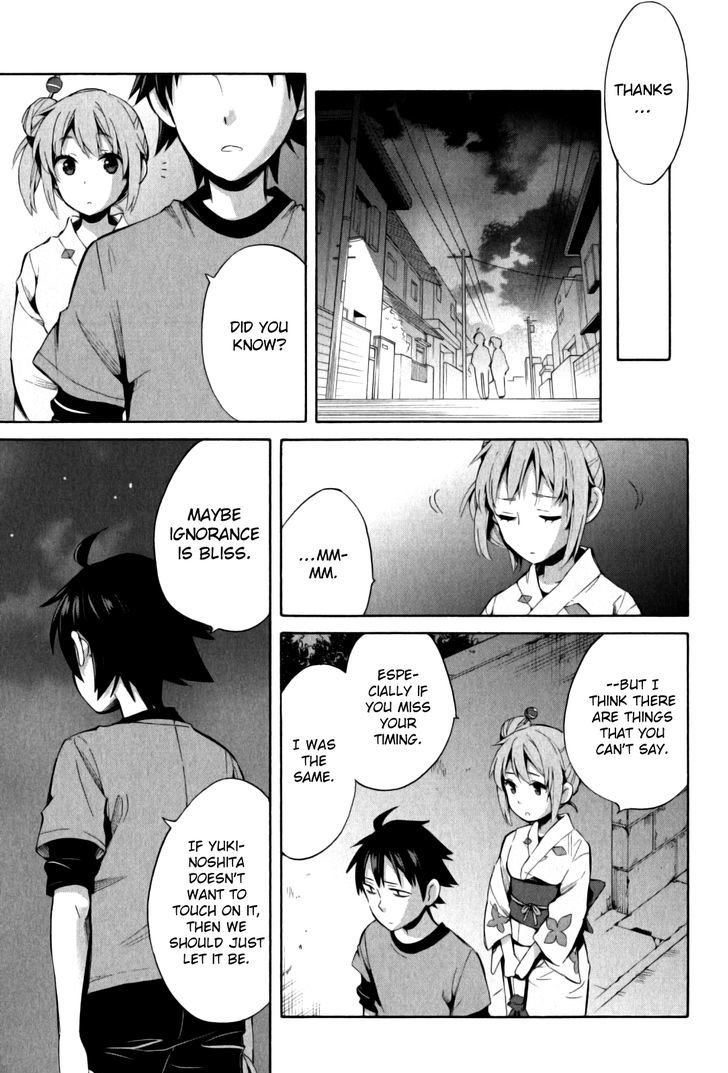 THANKS
...
DID YOU
KNOW?
...MM-
MM.
--BUT I
THINK THERE
ARE THINGS
THAT YOU
CAN'T SAY.
ESPE-
CIALLY IF
YOU MISS
YOUR
TIMING.
I WAS
THE
SAME.
MAYBE
IGNORANCE
IS BLISS.
IF YUKI-
NOSHITA
DOESN'T
WANT TO
TOUCH ON IT,
THEN WE
SHOULD JUST
LET IT BE.